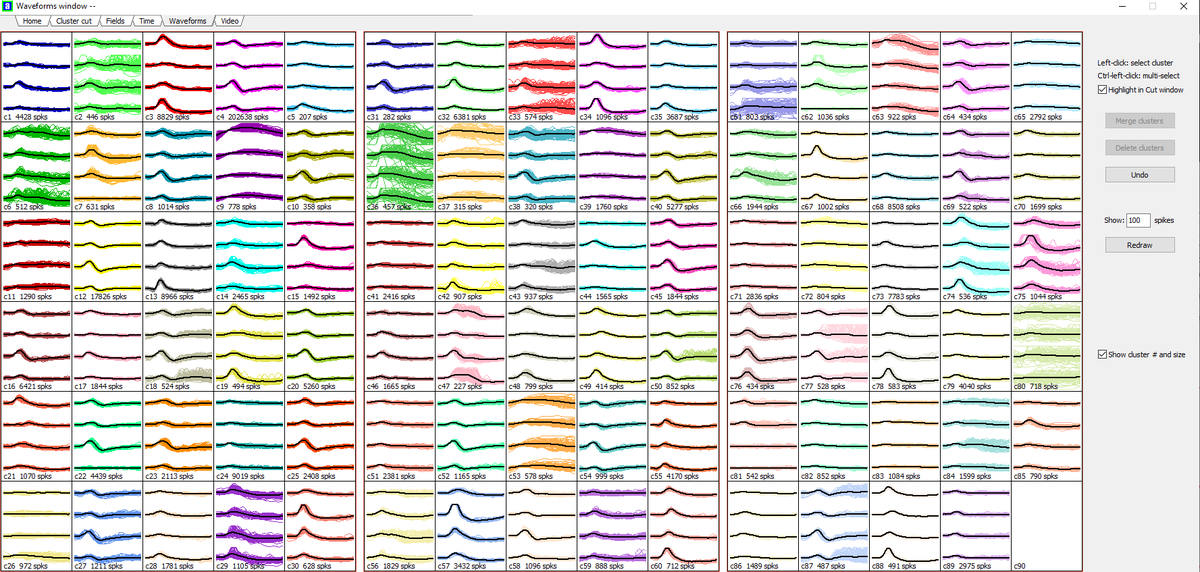 a Waveforms window --
Home Cluster cut Fields Time Waveforms Video
c1 4428 spks c2 446 spks c3 8829 spks c4 202638 spks c5 207 spks c31 282 spks c32 6381 spks c33 574 spks c34 1096 spks c35 3687 spks c61 803 spks c62 1036 spks c63 922 spks c64 434 spks c65 2792 spks
c6 512 spks c7 631 spks c8 1014 spks c9 778 spks c10 358 spks c36 457 spks c37 315 spks c38 320 spks c39 1760 spks c40 5277 spks c66 1944 spks c67 1002 spks c68 8508 spks c69 522 spks c70 1699 spks
c11 1290 spks c12 17826 spks c13 8966 spks c14 2465 spks c15 1492 spks c41 2416 spks c42 907 spks c43 937 spks c44 1565 spks c45 1844 spks c71 2836 spks c72 804 spks c73 7783 spks c74 536 spks c75 1044 spks
c16 6421 spks c17 1844 spks c18 524 spks c19 494 spks c20 5260 spks c46 1665 spks c47 227 spks c48 799 spks c49 414 spks c50 852 spks c76 434 spks c77 528 spks c78 583 spks c79 4040 spks c80 718 spks
c21 1070 spks c22 4439 spks c23 2113 spks c24 9019 spks c25 2408 spks c51 2381 spks c52 1165 spks c53 578 spks c54 999 spks c55 4170 spks c81 542 spks c82 852 spks c83 1084 spks c84 1599 spks c85 790 spks
c26 972 spks c27 1211 spks c28 1781 spks c29 1105 spks c30 628 spks c56 1829 spks c57 3432 spks c58 1096 spks c59 888 spks c60 712 spks c86 1489 spks c87 487 spks c88 491 spks c89 2975 spks c90
Left-click: select cluster
Ctrl-left-click: multi-select
Highlight in Cut window
Merge clusters
Delete clusters
Undo
Show: 100 spikes
Redraw
Show cluster # and size